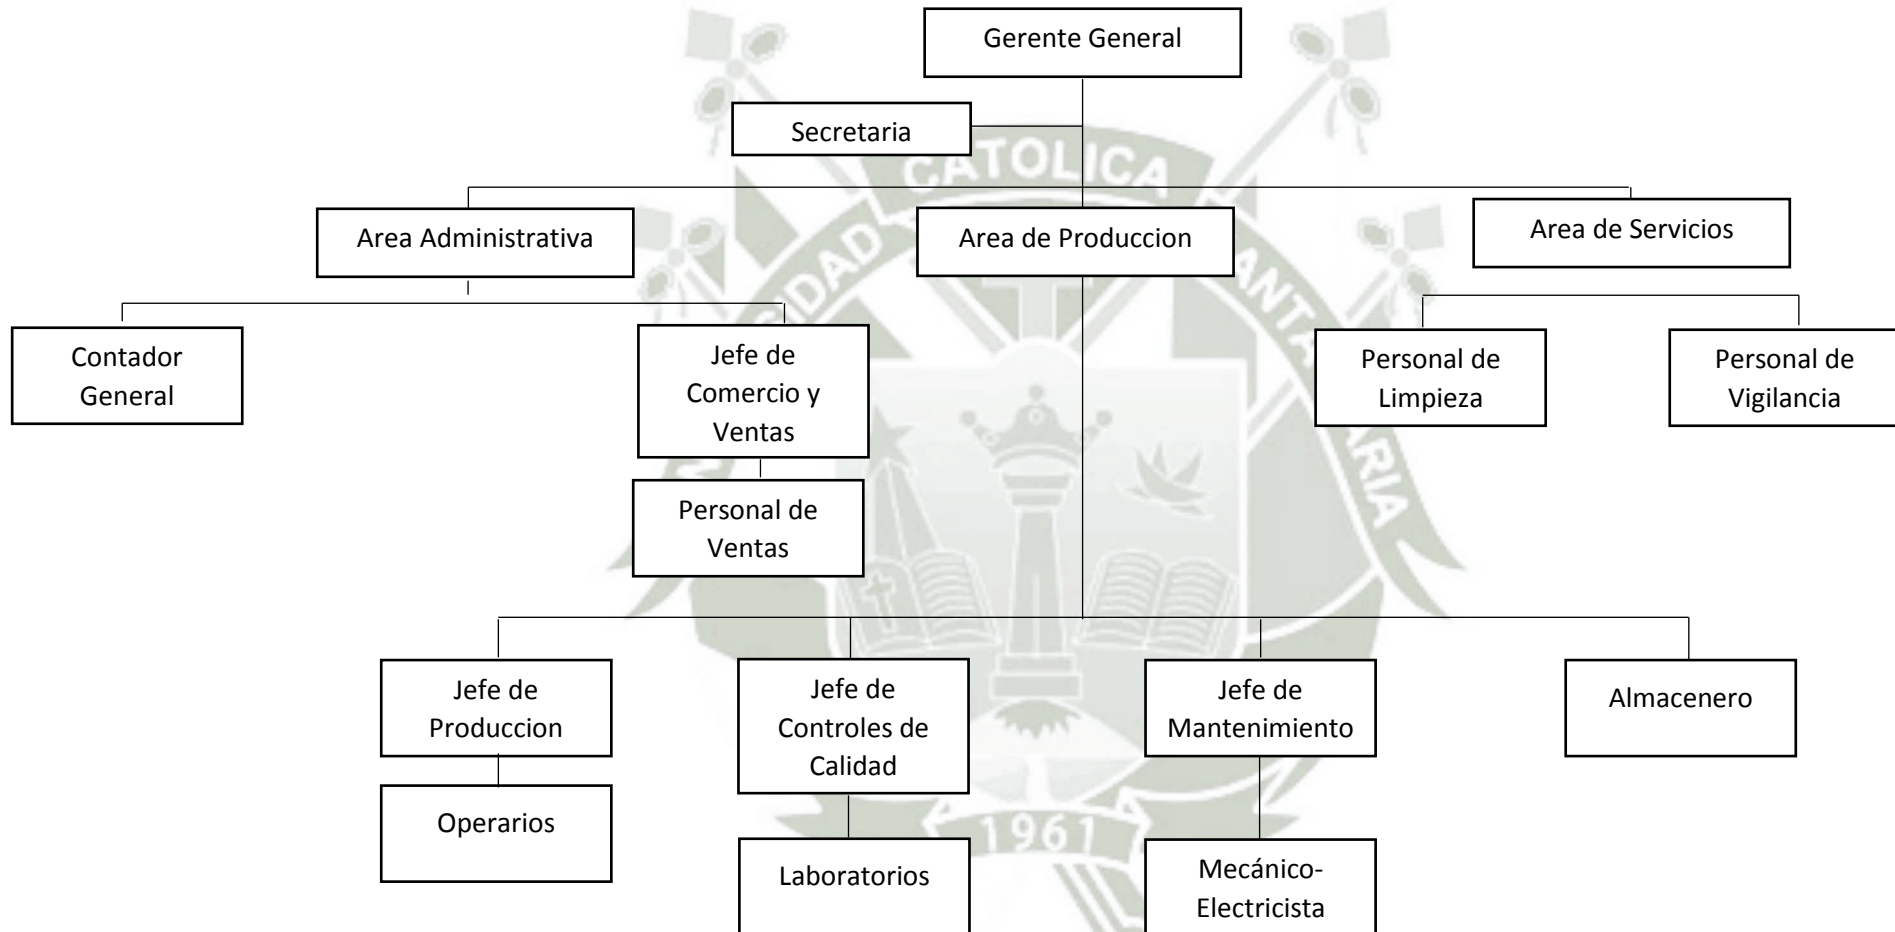 Gerente General
Secretaria
Area Administrativa
Area de Produccion
Area de Servicios
Contador
General
Jefe de
Comercio y
Ventas
Personal de
Limpieza
Personal de
Vigilancia
Personal de
Ventas
Jefe de
Produccion
Jefe de
Controles de
Calidad
Jefe de
Mantenimiento
Almacenero
Operarios
Laboratorios
Mecánico-
Electricista
CATOLICA
1961